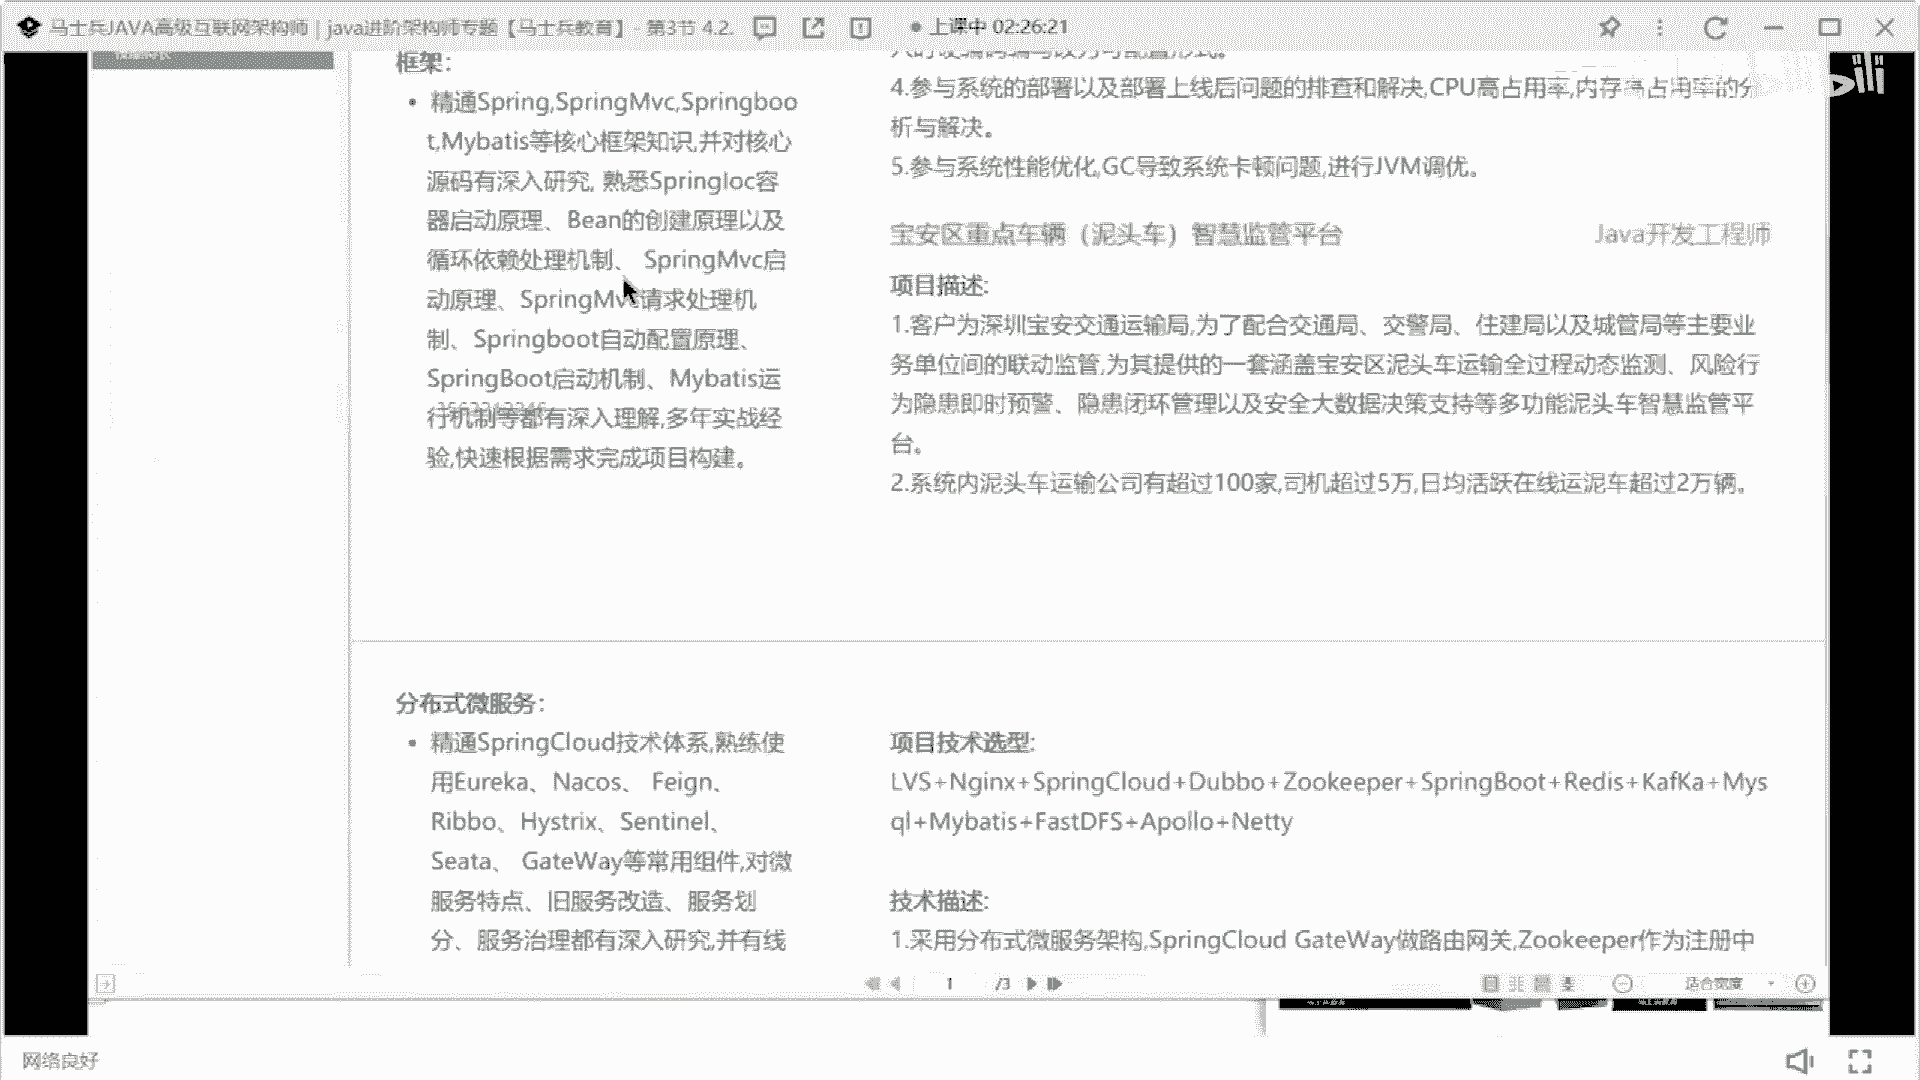 马士兵JAVA高级互联网架构师｜java进阶架构师专题【马士兵教育】- 第3节 4.2.
上课中 02:26:21
框架：
精通Spring,SpringMvc,Springboo
t,Mybatis等核心框架知识,并对核心
源码有深入研究, 熟悉SpringIoc容
器启动原理、Bean的创建原理以及
循环依赖处理机制、 SpringMvc启
动原理、SpringMvc请求处理机
制、Springboot自动配置原理、
SpringBoot启动机制、Mybatis运
行机制等都有深入理解,多年实战经
验,快速根据需求完成项目构建。
4.参与系统的部署以及部署上线后问题的排查和解决,CPU高占用率,内存高占用率的分
析与解决。
5.参与系统性能优化,GC导致系统卡顿问题,进行JVM调优。
宝安区重点车辆（泥头车）智慧监管平台
Java开发工程师
项目描述:
1.客户为深圳宝安交通运输局,为了配合交通局、交警局、住建局以及城管局等主要业
务单位间的联动监管,为其提供的一套涵盖宝安区泥头车运输全过程动态监测、风险行
为隐患即时预警、隐患闭环管理以及安全大数据决策支持等多功能泥头车智慧监管平
台。
2.系统内泥头车运输公司有超过100家,司机超过5万,日均活跃在线运泥车超过2万辆。
分布式微服务：
精通SpringCloud技术体系,熟练使
用Eureka、Nacos、 Feign、
Ribbo、Hystrix、Sentinel、
Seata、 GateWay等常用组件,对微
服务特点、旧服务改造、服务划
分、服务治理都有深入研究,并有线
项目技术选型:
LVS+Nginx+SpringCloud+Dubbo+Zookeeper+SpringBoot+Redis+KafKa+Mys
ql+Mybatis+FastDFS+Apollo+Netty
技术描述:
1.采用分布式微服务架构,SpringCloud GateWay做路由网关,Zookeeper作为注册中
1 /3
适合宽度
网络良好